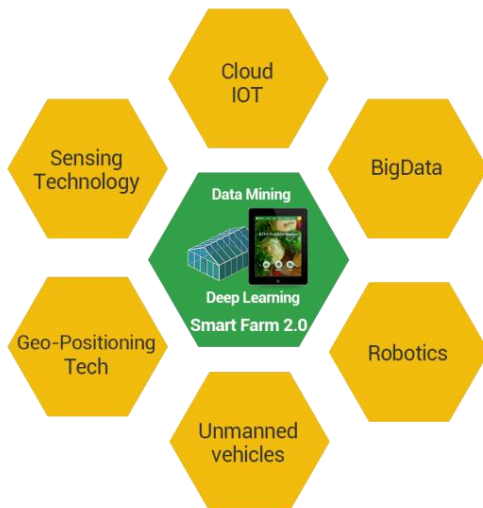 Cloud
IOT
Sensing
Technology
BigData
Data Mining
Deep Learning
Smart Farm 2.0
Geo-Positioning
Tech
Robotics
Unmanned
vehicles